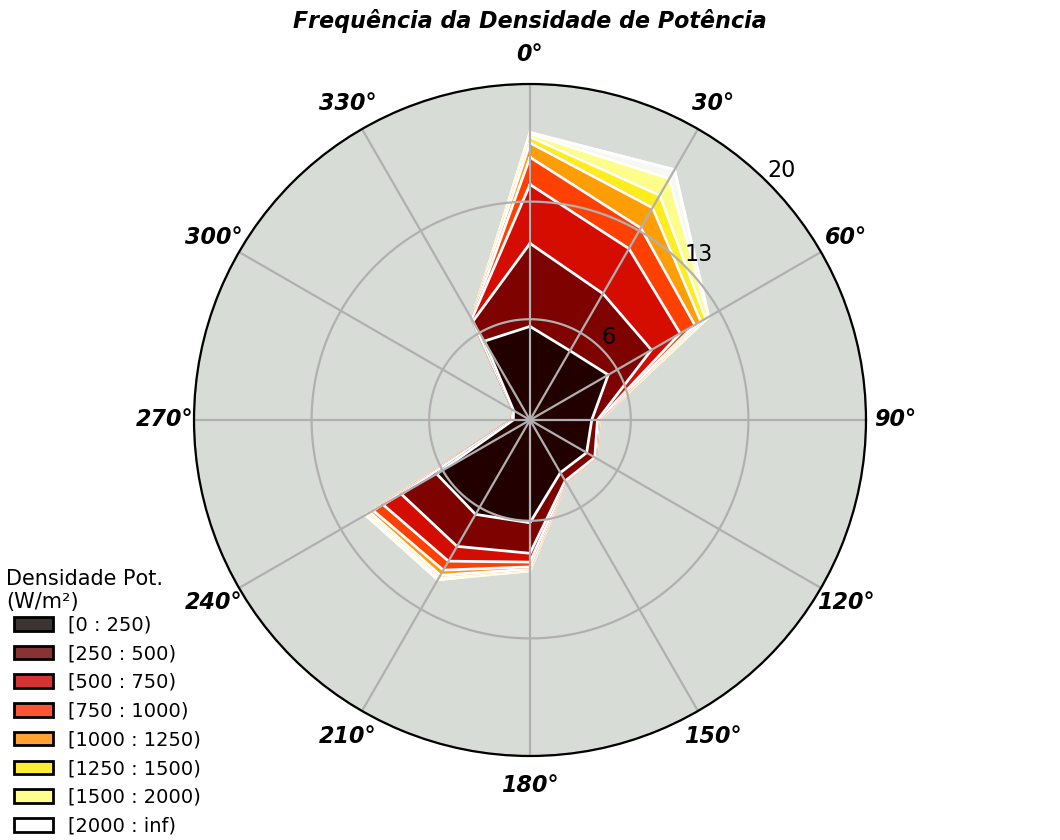 Frequência da Densidade de Potência
0°
330°
30°
20
300°
60°
13
6
270°
90°
Densidade Pot.
(W/m²)
240°
120°
[0 : 250)
[250 : 500)
[500 : 750)
[750 : 1000)
210°
150°
[1000 : 1250)
[1250 : 1500)
180°
[1500 : 2000)
[2000 : inf)